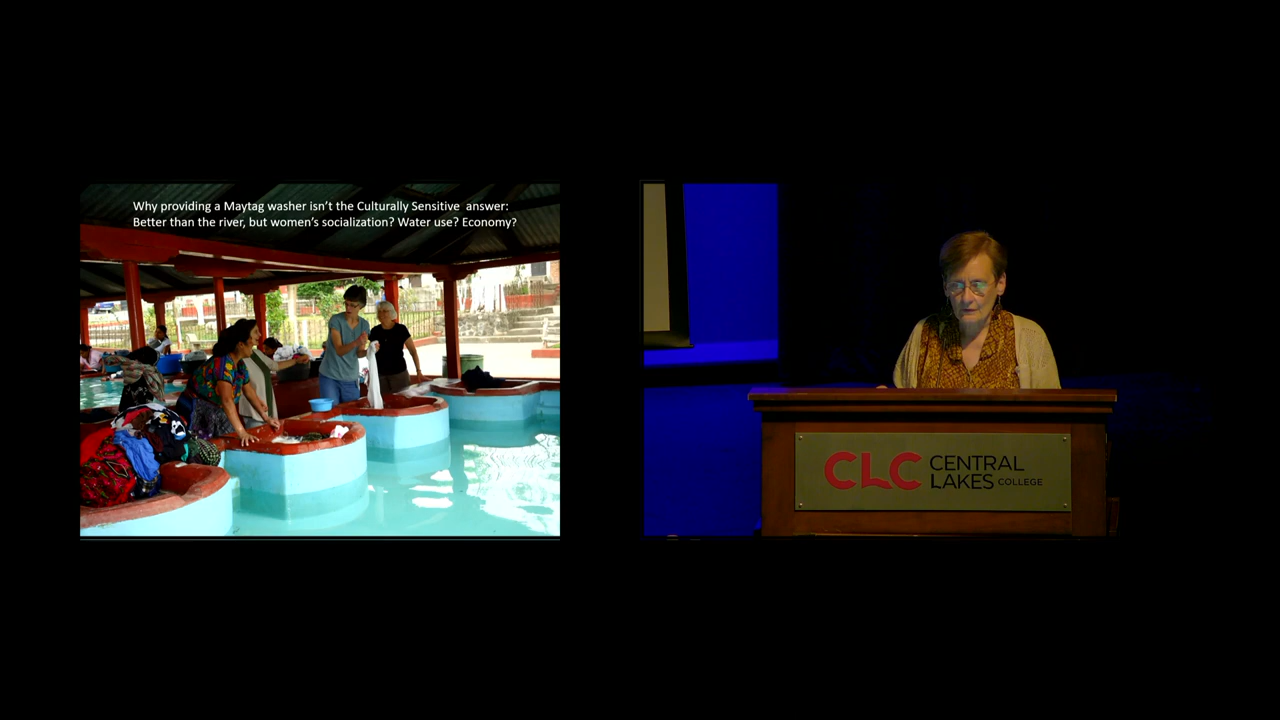 Why providing a Maytag washer isn't the Culturally Sensitive  answer:
Better than the river, but women's socialization? Water use? Economy?
CLC CENTRAL
LAKES COLLEGE